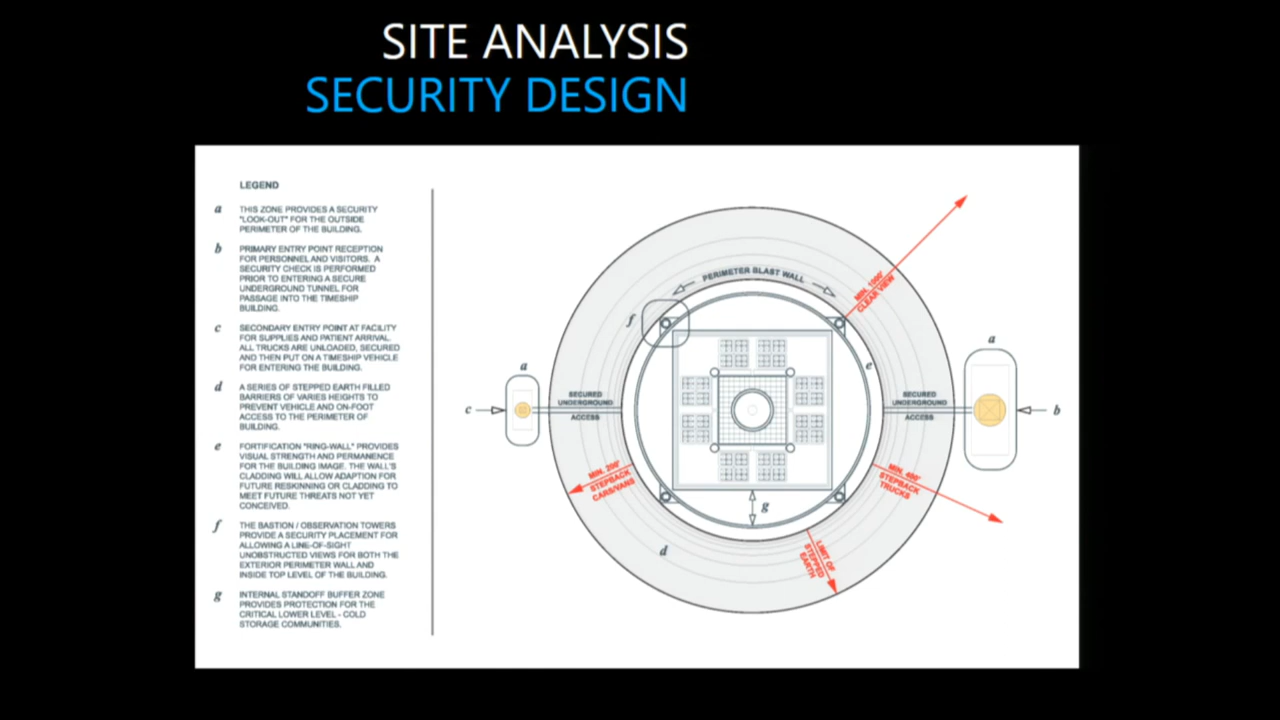 SITE ANALYSIS
SECURITY DESIGN
LEGEND
a
THIS ZONE PROVIDES A SECURITY
"LOOK-OUT" FOR THE OUTSIDE
PERIMETER OF THE BUILDING.
b
PRIMARY ENTRY POINT RECEPTION
FOR PERSONNEL AND VISITORS. A
SECURITY CHECK IS PERFORMED
PRIOR TO ENTERING A SECURE
UNDERGROUND TUNNEL FOR
PASSAGE INTO THE TIMESHIP
BUILDING.
c
SECONDARY ENTRY POINT AT FACILITY
FOR SUPPLIES AND PATIENT ARRIVAL.
ALL TRUCKS ARE UNLOADED, SECURED
AND THEN PUT ON A TIMESHIP VEHICLE
FOR ENTERING THE BUILDING.
d
A SERIES OF STEPPED EARTH FILLED
BARRIERS OF VARIES HEIGHTS TO
PREVENT VEHICLE AND ON-FOOT
ACCESS TO THE PERIMETER OF
BUILDING.
e
FORTIFICATION "RING-WALL" PROVIDES
VISUAL STRENGTH AND PERMANENCE
FOR THE BUILDING IMAGE. THE WALL'S
CLADDING WILL ALLOW ADAPTION FOR
FUTURE RESKINNING OR CLADDING TO
MEET FUTURE THREATS NOT YET
CONCEIVED.
f
THE BASTION / OBSERVATION TOWERS
PROVIDE A SECURITY PLACEMENT FOR
ALLOWING A LINE-OF-SIGHT
UNOBSTRUCTED VIEWS FOR BOTH THE
EXTERIOR PERIMETER WALL AND
INSIDE TOP LEVEL OF THE BUILDING.
g
INTERNAL STANDOFF BUFFER ZONE
PROVIDES PROTECTION FOR THE
CRITICAL LOWER LEVEL - COLD
STORAGE COMMUNITIES.
PERIMETER BLAST WALL
MIN. 1000'
CLEAR VIEW
f
a
e
a
SECURED
UNDERGROUND
ACCESS
SECURED
UNDERGROUND
ACCESS
c
b
MIN. 200'
STEPBACK
CARS/VANS
MIN. 400'
STEPBACK
TRUCKS
g
d
LIMIT OF
STEPPED
EARTH